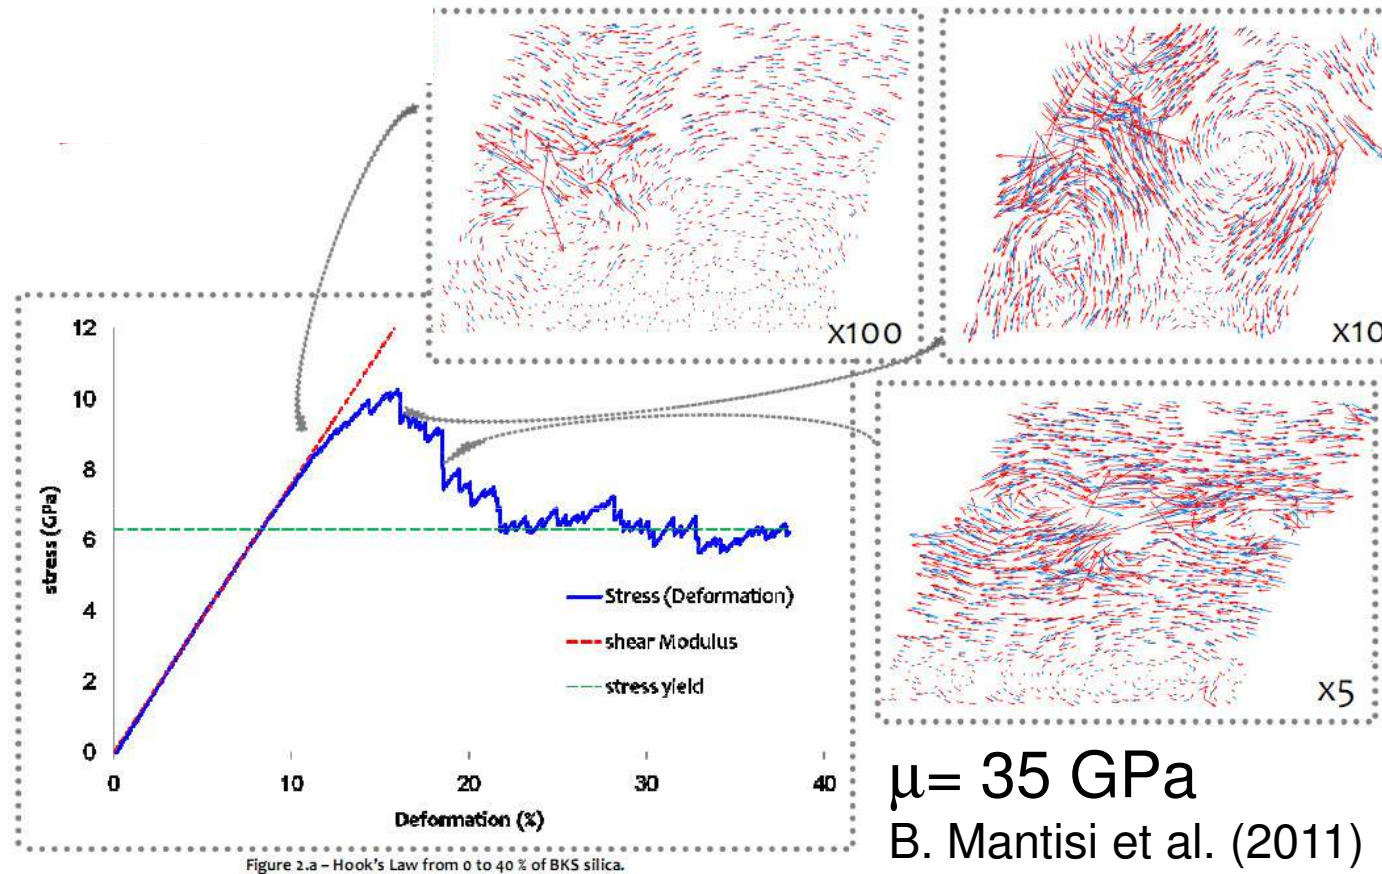 X100
X10
12
10
8
6
4
2
0
stress (GPa)
Stress (Deformation)
shear Modulus
stress yield
0 10 20 30 40
Deformation (%)
X5
μ= 35 GPa
B. Mantisi et al. (2011)
Figure 2.a – Hook's Law from 0 to 40 % of BKS silica.